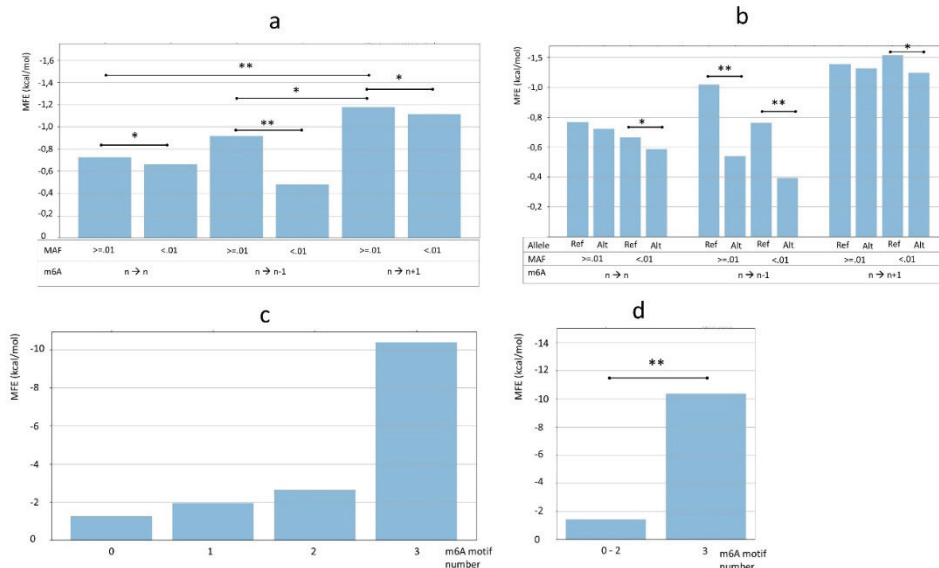 a
MFE (kcal/mol)
-1,6
-1,4
-1,2
-1,0
-0,8
-0,6
-0,4
-0,2
0
**
*
**
*
*
MAF >=.01 <.01 >=.01 <.01 >=.01 <.01
m6A n → n n → n-1 n → n+1
b
MFE (kcal/mol)
-1,5
-1,0
-0,8
-0,6
-0,4
-0,2
*
**
**
*
Allele Ref Alt Ref Alt Ref Alt Ref Alt Ref Alt Ref Alt
MAF >=.01 <.01 >=.01 <.01 >=.01 <.01
m6A n → n n → n-1 n → n+1
c
MFE (kcal/mol)
-10
-8
-6
-4
-2
0
0 1 2 3 m6A motif
number
d
MFE (kcal/mol)
-14
-12
-10
-8
-6
-4
-2
0
**
0 - 2 3 m6A motif
number